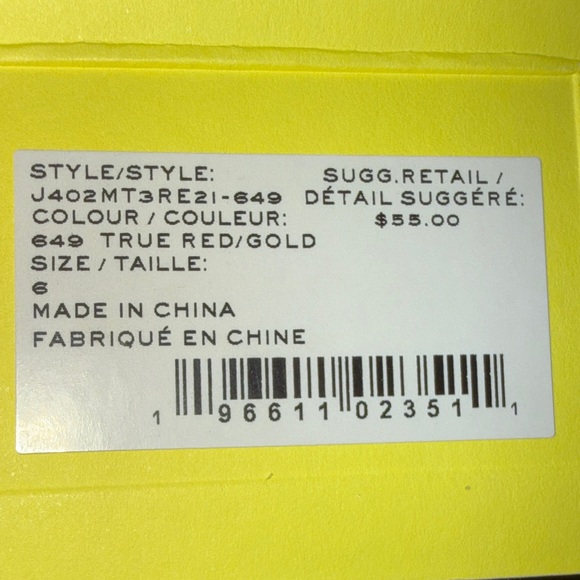 STYLE/STYLE:
J402MT3RE21-649
COLOUR / COULEUR:
649 TRUE RED/GOLD
SIZE / TAILLE:
6
MADE IN CHINA
FABRIQUÉ EN CHINE
SUGG.RETAIL /
DÉTAIL SUGGÉRÉ:
$55.00
1 96611 02351 1